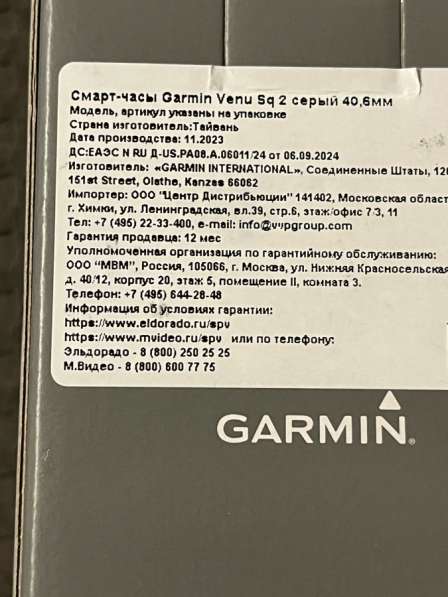 Смарт-часы Garmin Venu Sq 2 серый 40,6мм
Модель, артикул указаны на упаковке
Страна изготовитель:Тайвань
Дата производства: 11.2023
ДС:ЕАЭС N RU Д-US.РА08.А.06011/24 от 06.09.2024
Изготовитель: «GARMIN INTERNATIONAL», Соединенные Штаты, 120
151st Street, Olathe, Kanzas 66062
Импортер: ООО "Центр Дистрибьюции" 141402, Московская област
г. Химки, ул. Ленинградская, вл.39, стр.6, этаж/офис 7/3, 11
Тел: +7 (495) 22-33-400, e-mail: info@vvpgroup.com
Гарантия продавца: 12 мес
Уполномоченная организация по гарантийному обслуживанию:
ООО "МВМ", Россия, 105066, г. Москва, ул. Нижняя Красносельская
д. 40/12, корпус 20, этаж 5, помещение II, комната 3.
Телефон: +7 (495) 644-28-48
Информация об условиях гарантии:
https://www.eldorado.ru/spv
https://www.mvideo.ru/spv или по телефону:
Эльдорадо - 8 (800) 250 25 25
М.Видео - 8 (800) 600 77 75
GARMIN